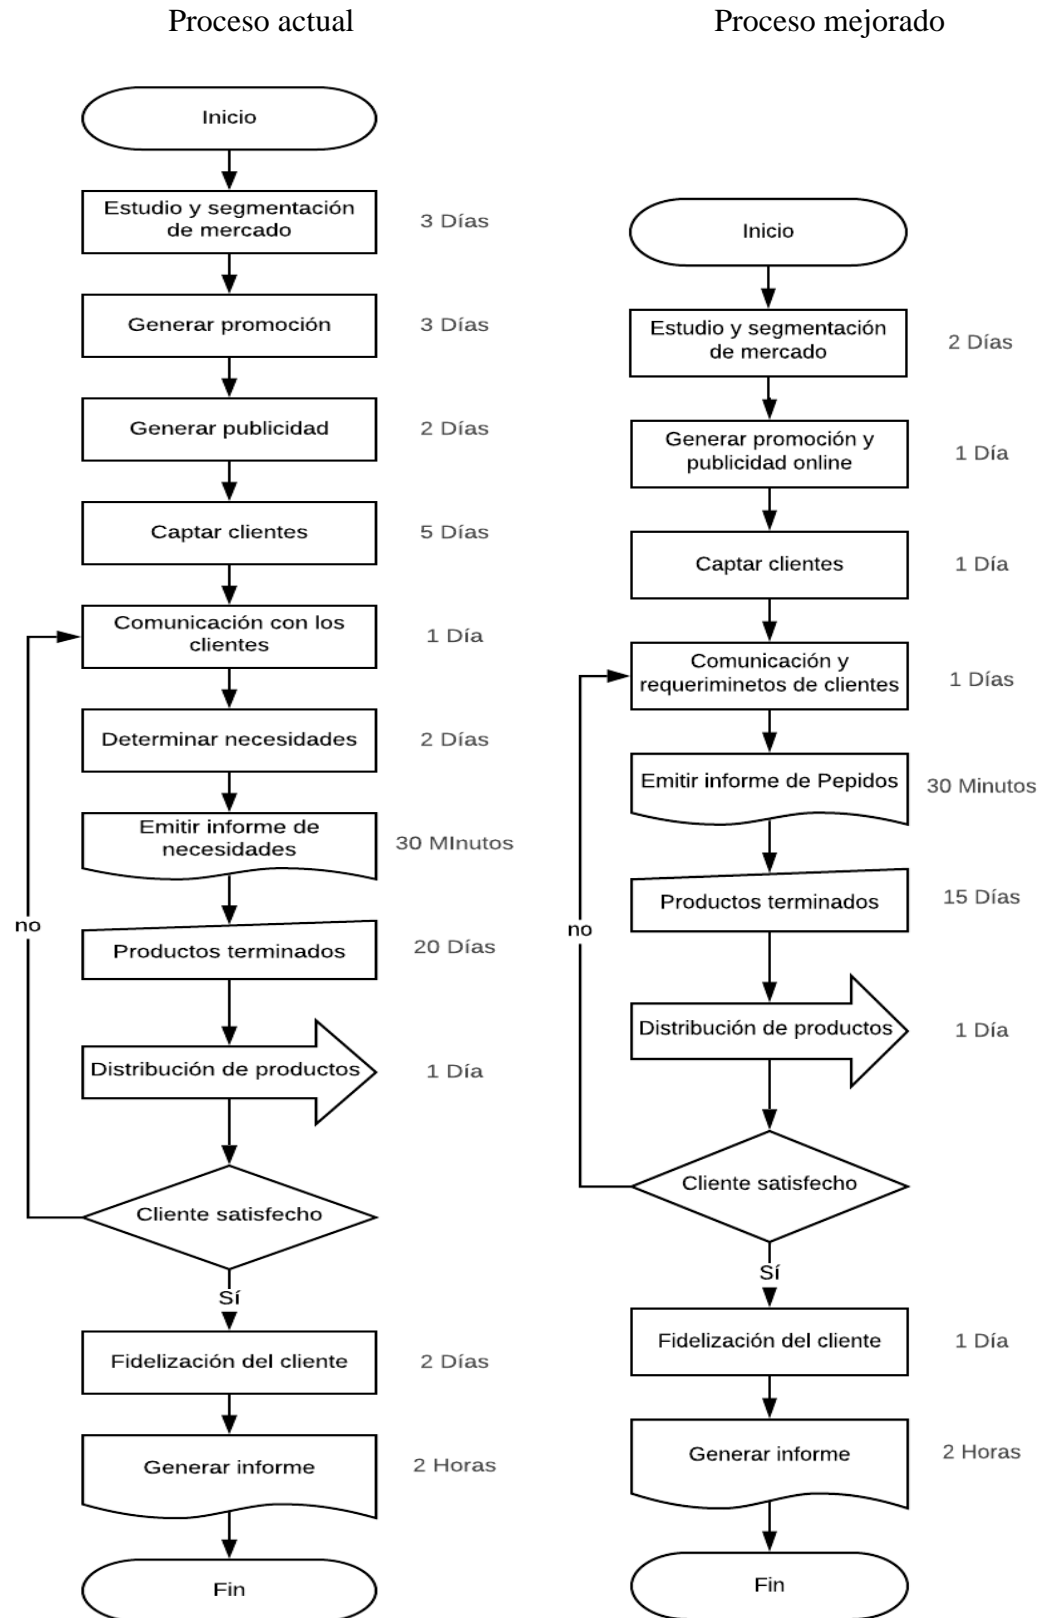 Proceso actual
Inicio
Estudio y segmentación
de mercado
3 Días
Generar promoción
3 Días
Generar publicidad
2 Días
Captar clientes
5 Días
Comunicación con los
clientes
1 Día
Determinar necesidades
2 Días
Emitir informe de
necesidades
30 MInutos
no
Productos terminados
20 Días
Distribución de productos
1 Día
Cliente satisfecho
Sí
Fidelización del cliente
2 Días
Generar informe
2 Horas
Fin
Proceso mejorado
Inicio
Estudio y segmentación
de mercado
2 Días
Generar promoción y
publicidad online
1 Día
Captar clientes
1 Día
Comunicación y
requeriminetos de clientes
1 Días
Emitir informe de Pepidos
30 Minutos
Productos terminados
15 Días
no
Distribución de productos
1 Día
Cliente satisfecho
Sí
Fidelización del cliente
1 Día
Generar informe
2 Horas
Fin